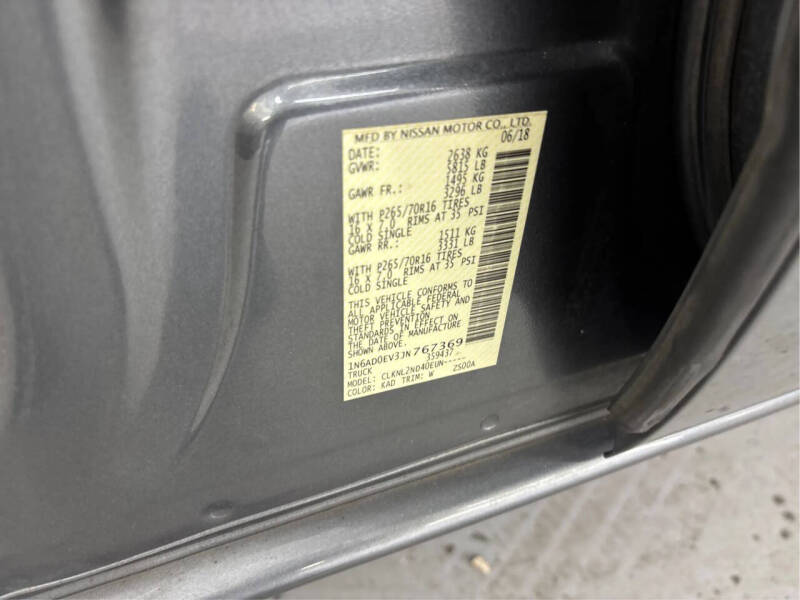 MFD BY NISSAN MOTOR CO., LTD.
DATE: 06/18
GVWR: 2638 KG
5815 LB
GAWR FR.: 1495 KG
3296 LB
WITH P265/70R16 TIRES
16 X 7.0 RIMS AT 35 PSI
COLD SINGLE
GAWR RR.: 1511 KG
3331 LB
WITH P265/70R16 TIRES
16 X 7.0 RIMS AT 35 PSI
COLD SINGLE
THIS VEHICLE CONFORMS TO
ALL APPLICABLE FEDERAL
MOTOR VEHICLE SAFETY AND
THEFT PREVENTION
STANDARDS IN EFFECT ON
THE DATE OF MANUFACTURE
SHOWN ABOVE.
1N6AD0EV3JN767369
TRUCK 359437
MODEL: CLKNL2ND40EUN-----
COLOR: KAD TRIM: W 2S00A